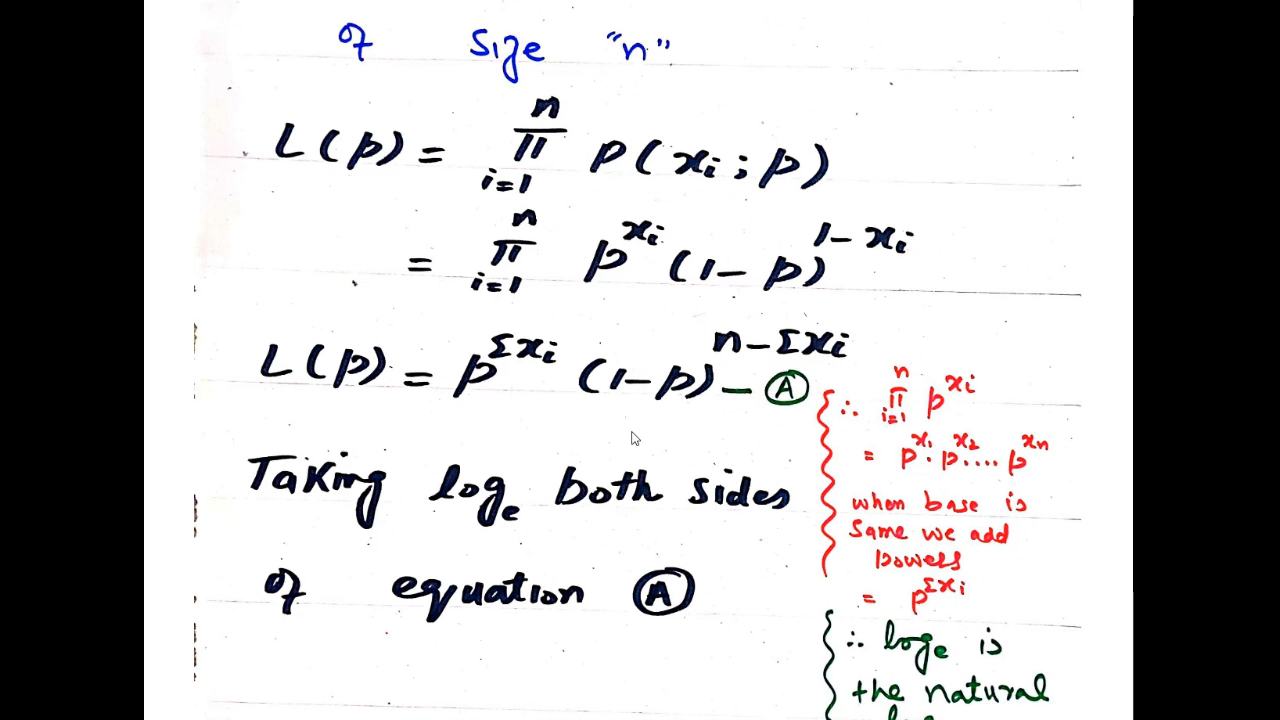 of size "n"
L(p) = n π i=1 p(xi ; p)
= n π i=1 p^xi (1-p)^1-xi
L(p) = p^Σxi (1-p)^n-Σxi - Ⓐ
Taking loge both sides
of equation Ⓐ
∴ n π i=1 p^xi
= p^x1 . p^x2 .... p^xn
when base is
same we add
powers
= p^Σxi
∴ loge is
the natural